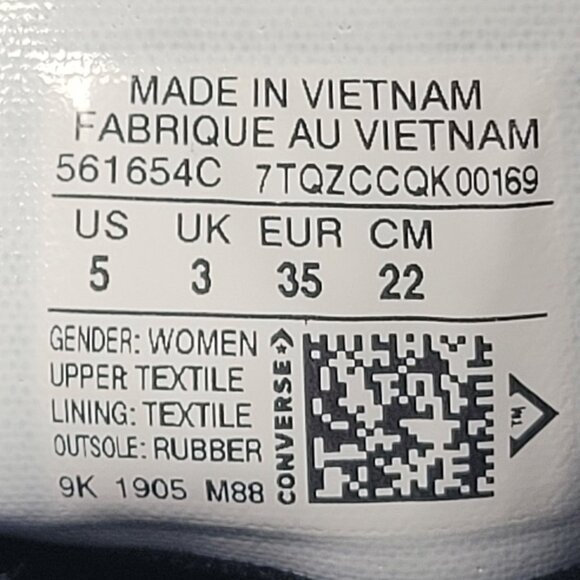 MADE IN VIETNAM
FABRIQUE AU VIETNAM
561654C 7TQZCCQK00169
US UK EUR CM
5 3 35 22
GENDER: WOMEN
UPPER TEXTILE
LINING: TEXTILE
OUTSOLE: RUBBER
9K 1905 M88
CONVERSE
TM